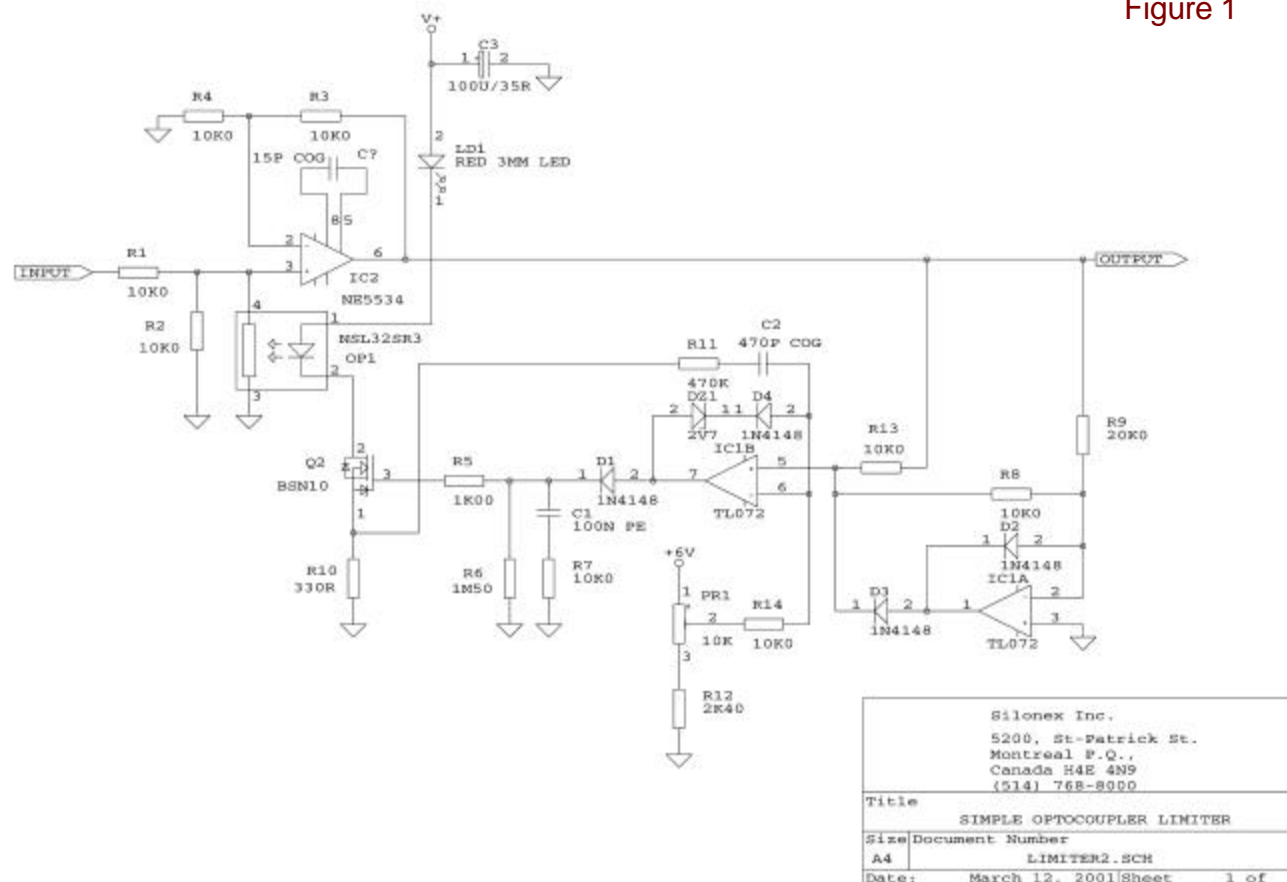 Figure 1
V+
C3
1 2
100U/35R
R4
10K0
R3
10K0
15P COG
C?
2
LD1
RED 3MM LED
1
8 5
2
3
6
IC2
NE5534
INPUT
R1
10K0
OUTPUT
R2
10K0
4
1
NSL32SR3
OP1
2
3
R11
470K
C2
470P COG
DZ1
2 1
2V7
D4
1 2
1N4148
R13
10K0
R9
20K0
R8
10K0
Q2
BSN10
2
3
1
R5
1K00
D1
1 2
1N4148
IC1B
7
5
6
TL072
C1
100N PE
R10
330R
R6
1M50
R7
10K0
+6V
1
PR1
2
10K
3
R14
10K0
R12
2K40
D2
1 2
1N4148
IC1A
D3
1 2
1N4148
1
2
3
TL072
Silonex Inc.
5200, St-Patrick St.
Montreal P.Q.,
Canada H4E 4N9
(514) 768-8000
Title
SIMPLE OPTOCOUPLER LIMITER
Size Document Number
A4 LIMITER2.SCH
Date: March 12, 2001 Sheet 1 of